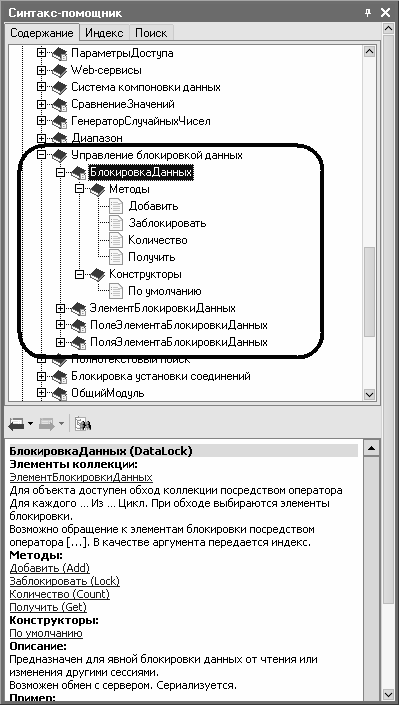 Синтакс-помощник
Содержание Индекс Поиск
ПараметрыДоступа
Web-сервисы
Система компоновки данных
СравнениеЗначений
ГенераторСлучайныхЧисел
Диапазон
Управление блокировкой данных
БлокировкаДанных
Методы
Добавить
Заблокировать
Количество
Получить
Конструкторы
По умолчанию
ЭлементБлокировкиДанных
ПолеЭлементаБлокировкиДанных
ПоляЭлементаБлокировкиДанных
Полнотекстовый поиск
Блокировка установки соединений
ОбщийМодуль
БлокировкаДанных (DataLock)
Элементы коллекции:
ЭлементБлокировкиДанных
Для объекта доступен обход коллекции посредством оператора
Для каждого ... Из ... Цикл. При обходе выбираются элементы
блокировки.
Возможно обращение к элементам блокировки посредством
оператора [...]. В качестве аргумента передается индекс.
Методы:
Добавить (Add)
Заблокировать (Lock)
Количество (Count)
Получить (Get)
Конструкторы:
По умолчанию
Описание:
Предназначен для явной блокировки данных от чтения или
изменения другими сессиями.
Возможен обмен с сервером. Сериализуется.
Пример: